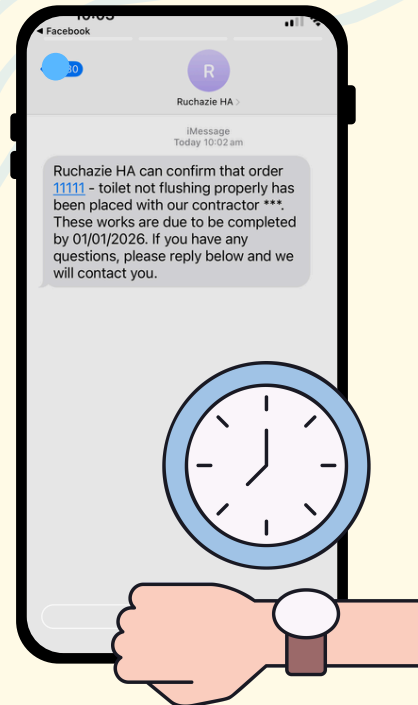 Facebook
R
Ruchazie HA
iMessage
Today 10:02 am
Ruchazie HA can confirm that order
11111 - toilet not flushing properly has
been placed with our contractor ***.
These works are due to be completed
by 01/01/2026. If you have any
questions, please reply below and we
will contact you.